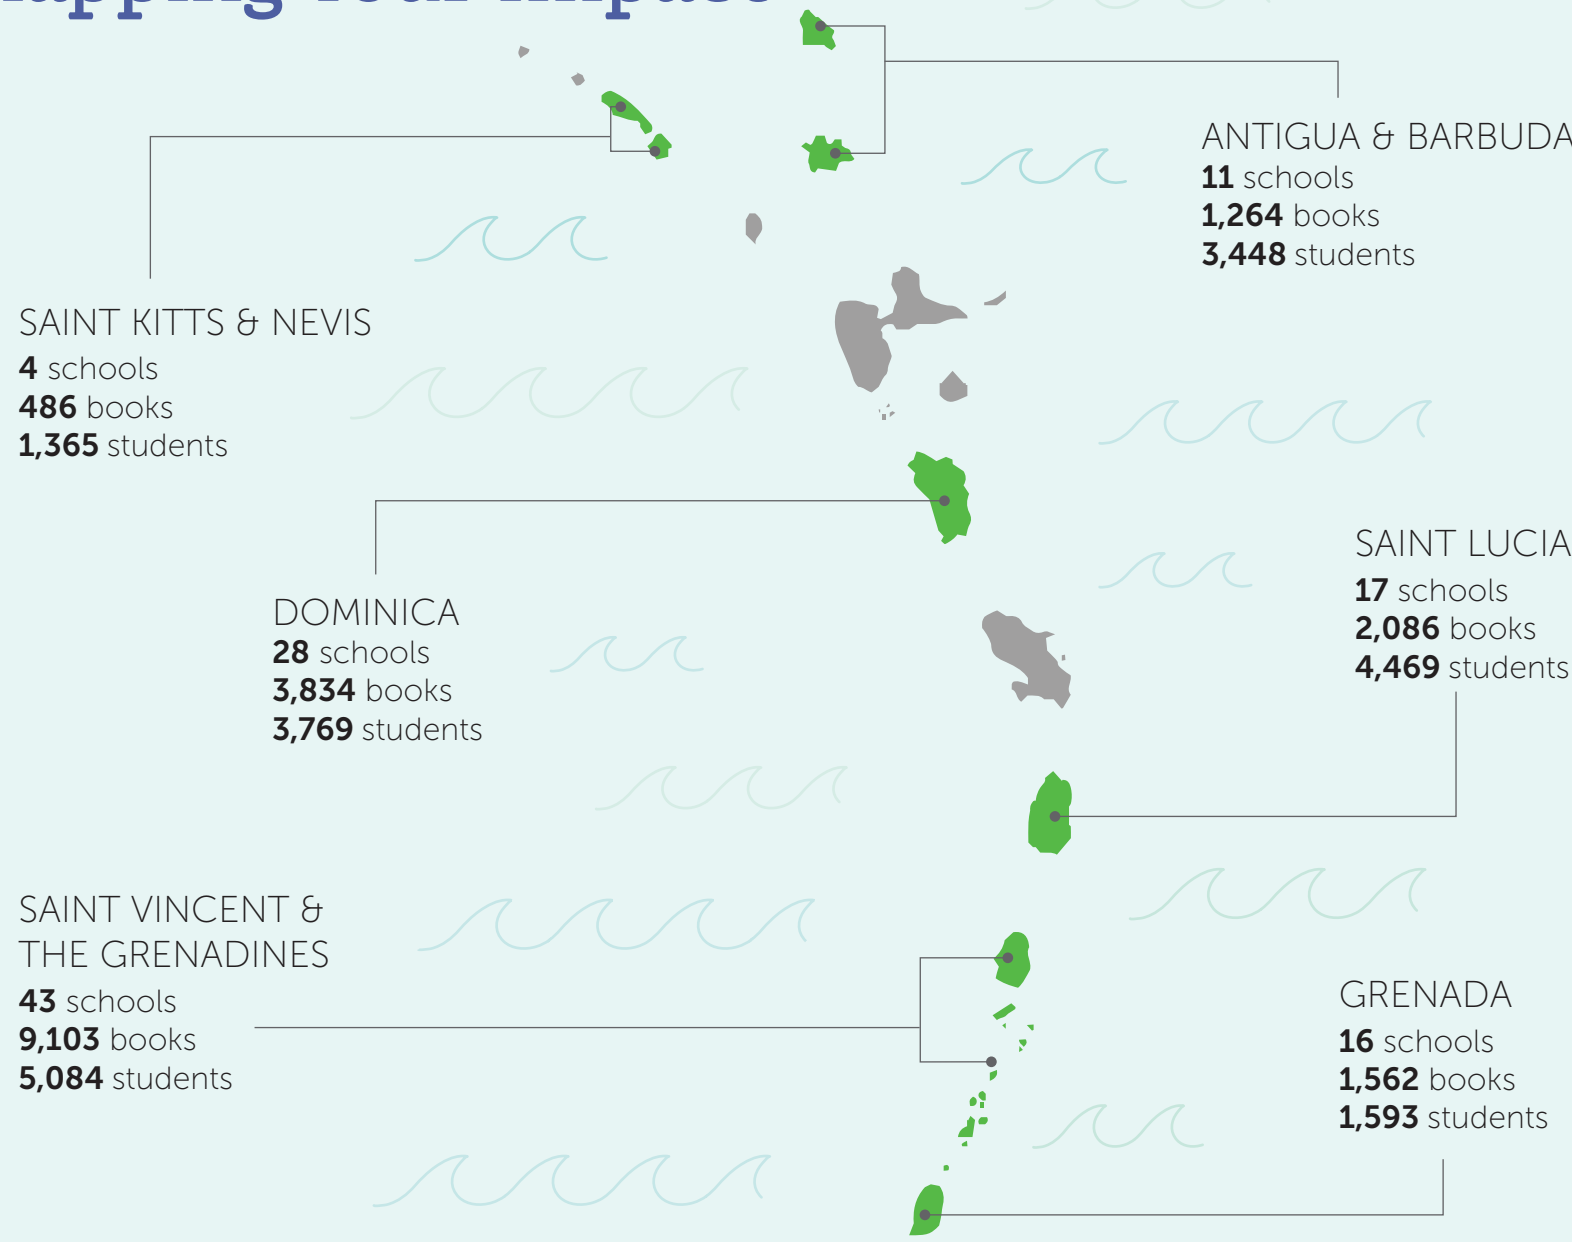 Your Impact
ANTIGUA & BARBUDA
11 schools
1,264 books
3,448 students
SAINT KITTS & NEVIS
4 schools
486 books
1,365 students
DOMINICA
28 schools
3,834 books
3,769 students
SAINT LUCIA
17 schools
2,086 books
4,469 students
SAINT VINCENT &
THE GRENADINES
43 schools
9,103 books
5,084 students
GRENADA
16 schools
1,562 books
1,593 students